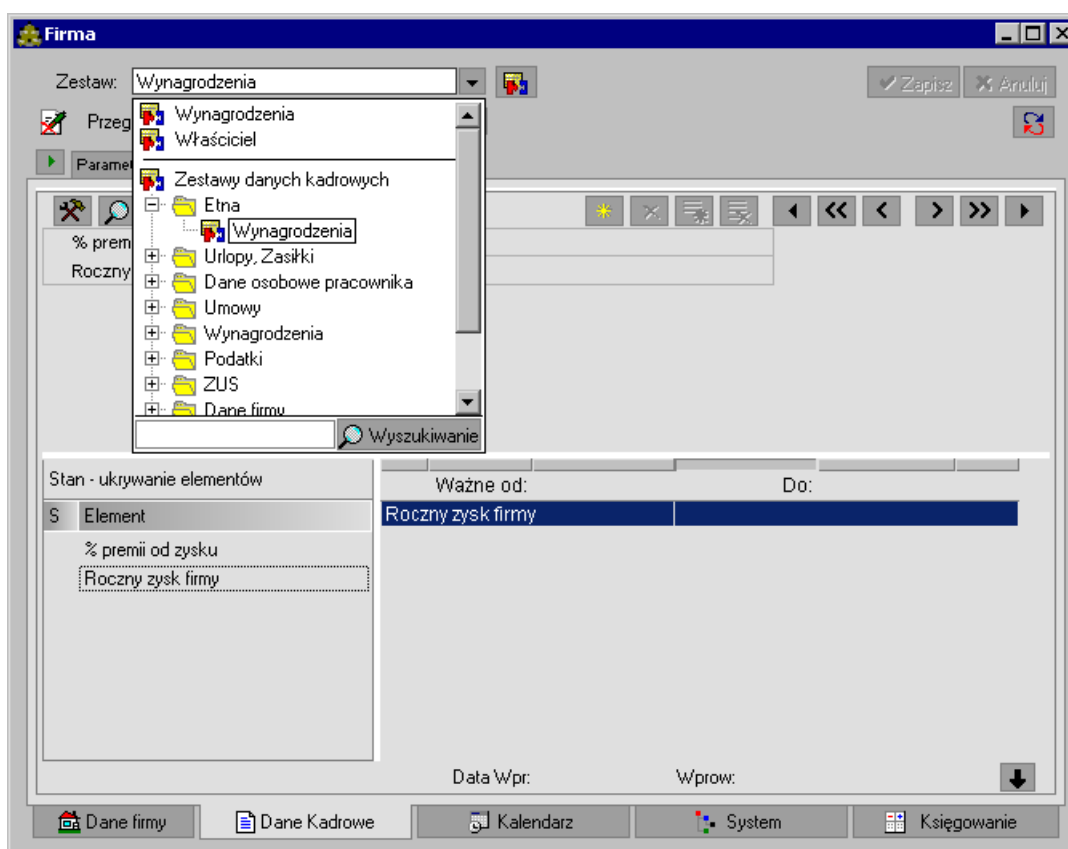 Firma
Zestaw: Wynagrodzenia Zapisz Anuluj
Przeg
Wynagrodzenia
Właściciel
Paramet
Zestawy danych kadrowych
Etna
Wynagrodzenia
% prem
Urlopy, Zasiłki
Roczny
Dane osobowe pracownika
Umowy
Wynagrodzenia
Podatki
ZUS
Dane firmy
Wyszukiwanie
Stan - ukrywanie elementów
Ważne od: Do:
S Element
Roczny zysk firmy
% premii od zysku
Roczny zysk firmy
Data Wpr: Wprow:
Dane firmy Dane Kadrowe Kalendarz System Księgowanie